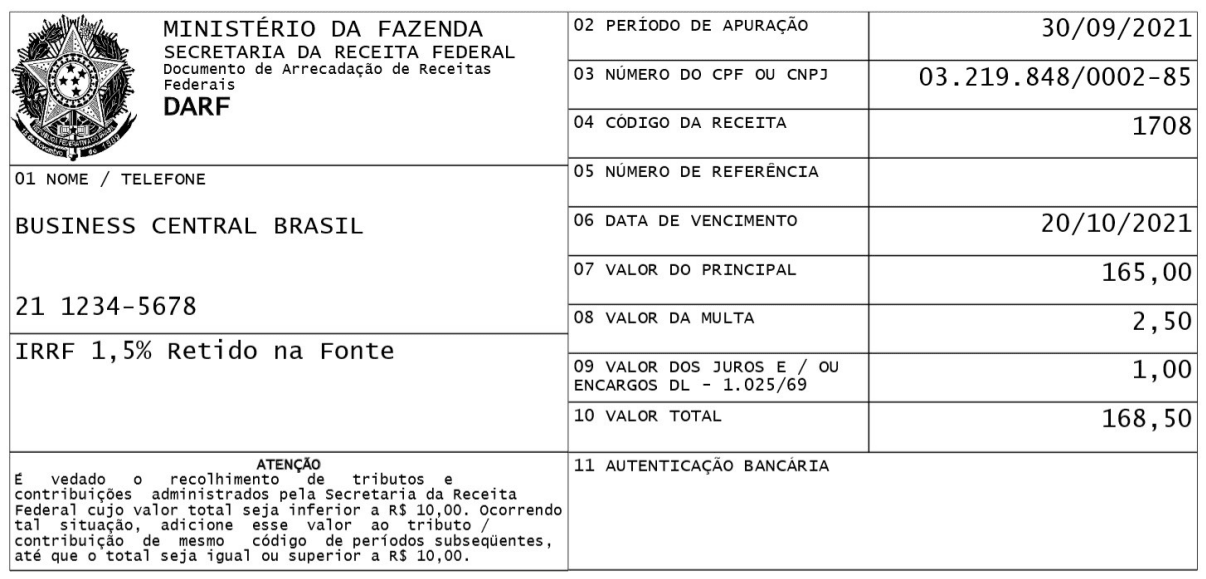 MINISTÉRIO DA FAZENDA
SECRETARIA DA RECEITA FEDERAL
Documento de Arrecadação de Receitas
Federais
DARF
01 NOME / TELEFONE
BUSINESS CENTRAL BRASIL
21 1234-5678
IRRF 1,5% Retido na Fonte
ATENÇÃO
É vedado o recolhimento de tributos e
contribuições administrados pela Secretaria da Receita
Federal cujo valor total seja inferior a R$ 10,00. Ocorrendo
tal situação, adicione esse valor ao tributo /
contribuição de mesmo código de períodos subseqüentes,
até que o total seja igual ou superior a R$ 10,00.
02 PERÍODO DE APURAÇÃO 30/09/2021
03 NÚMERO DO CPF OU CNPJ 03.219.848/0002-85
04 CÓDIGO DA RECEITA 1708
05 NÚMERO DE REFERÊNCIA
06 DATA DE VENCIMENTO 20/10/2021
07 VALOR DO PRINCIPAL 165,00
08 VALOR DA MULTA 2,50
09 VALOR DOS JUROS E / OU
ENCARGOS DL - 1.025/69 1,00
10 VALOR TOTAL 168,50
11 AUTENTICAÇÃO BANCÁRIA